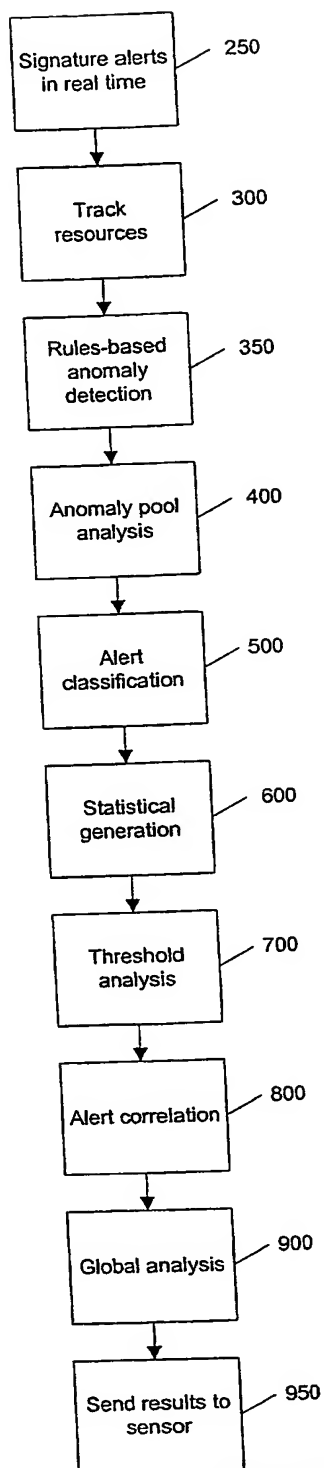 Signature alerts
in real time
250
Track
resources
300
Rules-based
anomaly
detection
350
Anomaly pool
analysis
400
Alert
classification
500
Statistical
generation
600
Threshold
analysis
700
Alert correlation
800
Global analysis
900
Send results to
sensor
950